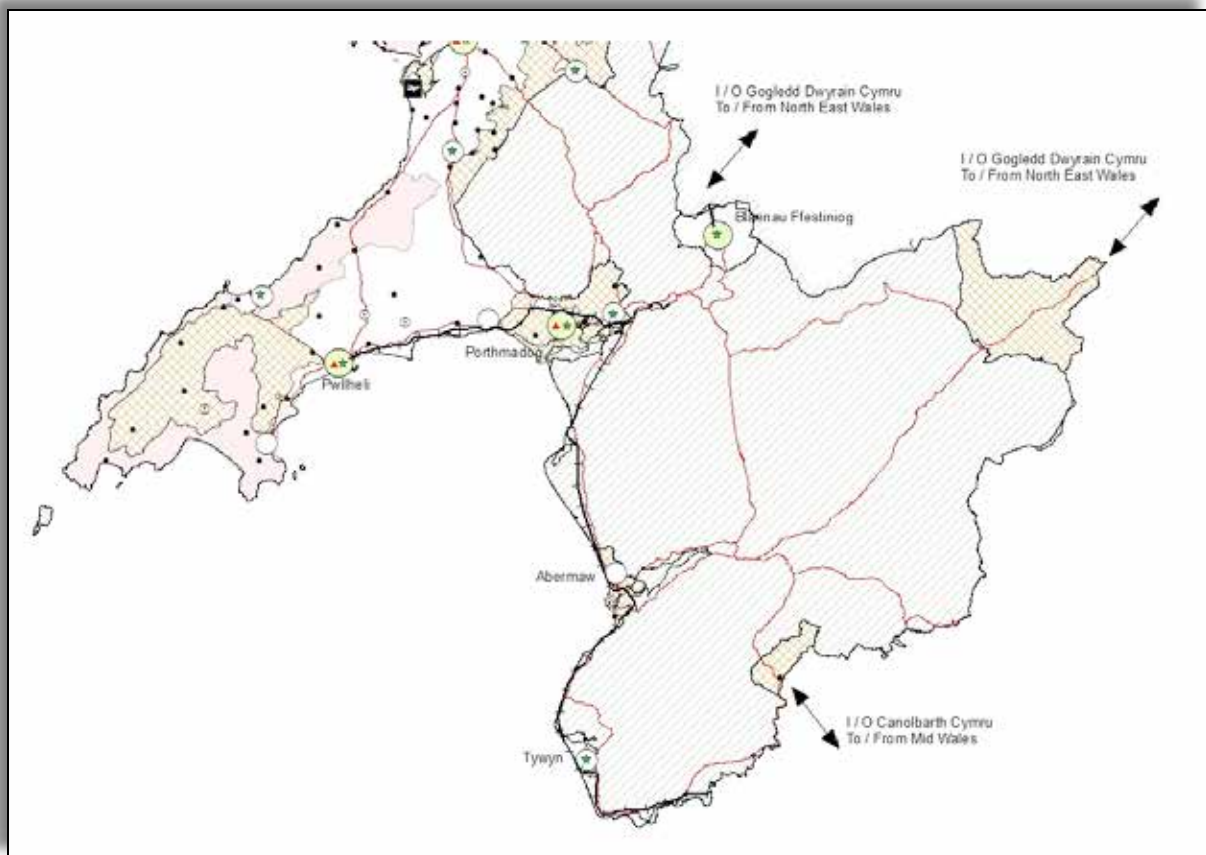 I / O Gogledd Dwyrain Cymru
To / From North East Wales
I / O Gogledd Dwyrain Cymru
To / From North East Wales
Blaenau Ffestiniog
Porthmadog
Pwllheli
Abermaw
I / O Canolbarth Cymru
To / From Mid Wales
Tywyn